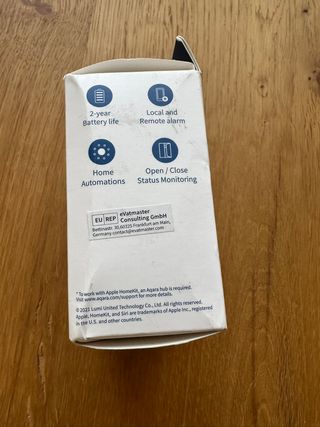 2-year
Battery life
Local and
Remote alarm
Home
Automations
Open / Close
Status Monitoring
EU REP
eVatmaster
Consulting GmbH
Bettinastr. 30,60325 Frankfurt am Main,
Germany contact@evatmaster.com
*To work with Apple HomeKit, an Aqara hub is required.
Visit www.aqara.com/support for more details.
©2021 Lumi United Technology Co., Ltd. All rights reserved.
Apple, HomeKit, and Siri are trademarks of Apple Inc., registered
in the U.S. and other countries.